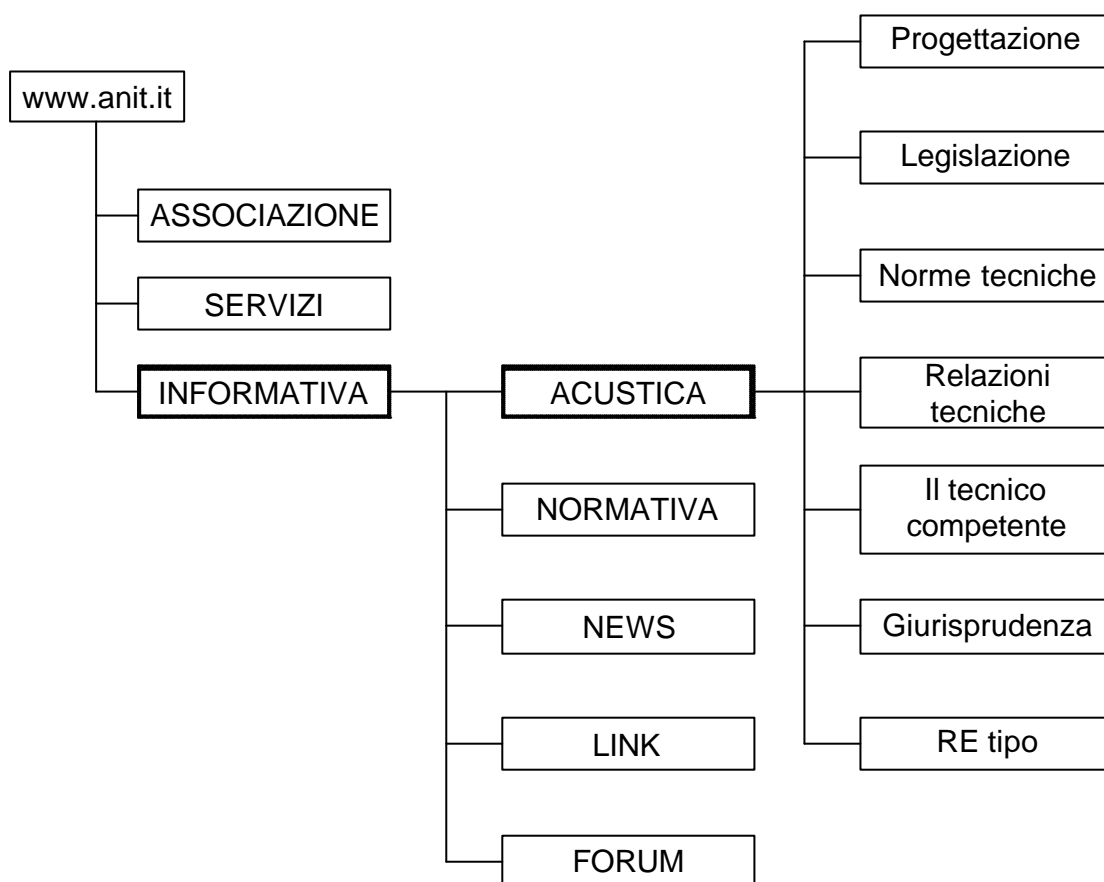 www.anit.it
ASSOCIAZIONE
SERVIZI
INFORMATIVA
ACUSTICA
NORMATIVA
NEWS
LINK
FORUM
Progettazione
Legislazione
Norme tecniche
Relazioni
tecniche
Il tecnico
competente
Giurisprudenza
RE tipo